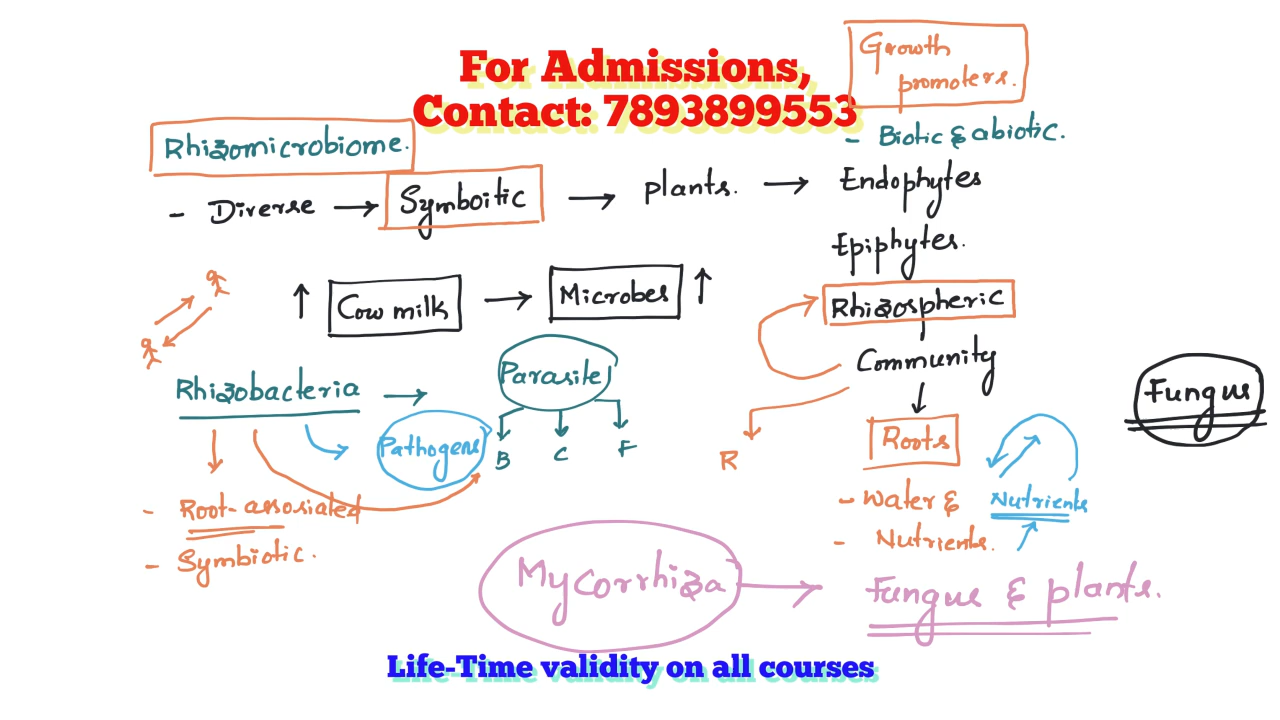 For Admissions,
Contact: 7893899553
Growth
promoters.
- Biotic & abiotic.
Rhizomicrobiome.
- Diverse → Symboitic → plants. → Endophytes
Epiphytes.
↑ Cow milk → Microbes ↑
Rhizospheric
Community
Rhizobacteria → Parasite
Fungus
Pathogens
B C F
R
Roots
- Root-assosiated
- Symbiotic.
- Water & Nutrients
- Nutrients.
Mycorrhiza → Fungus & plants.
Life-Time validity on all courses